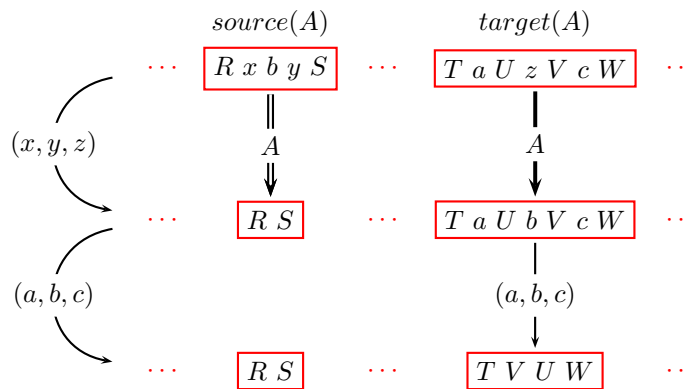 source(A) target(A)
··· R x b y S ··· T a U z V c W ··
(x, y, z) A A
··· R S ··· T a U b V c W ··
(a, b, c) (a, b, c)
··· R S ··· T V U W ··